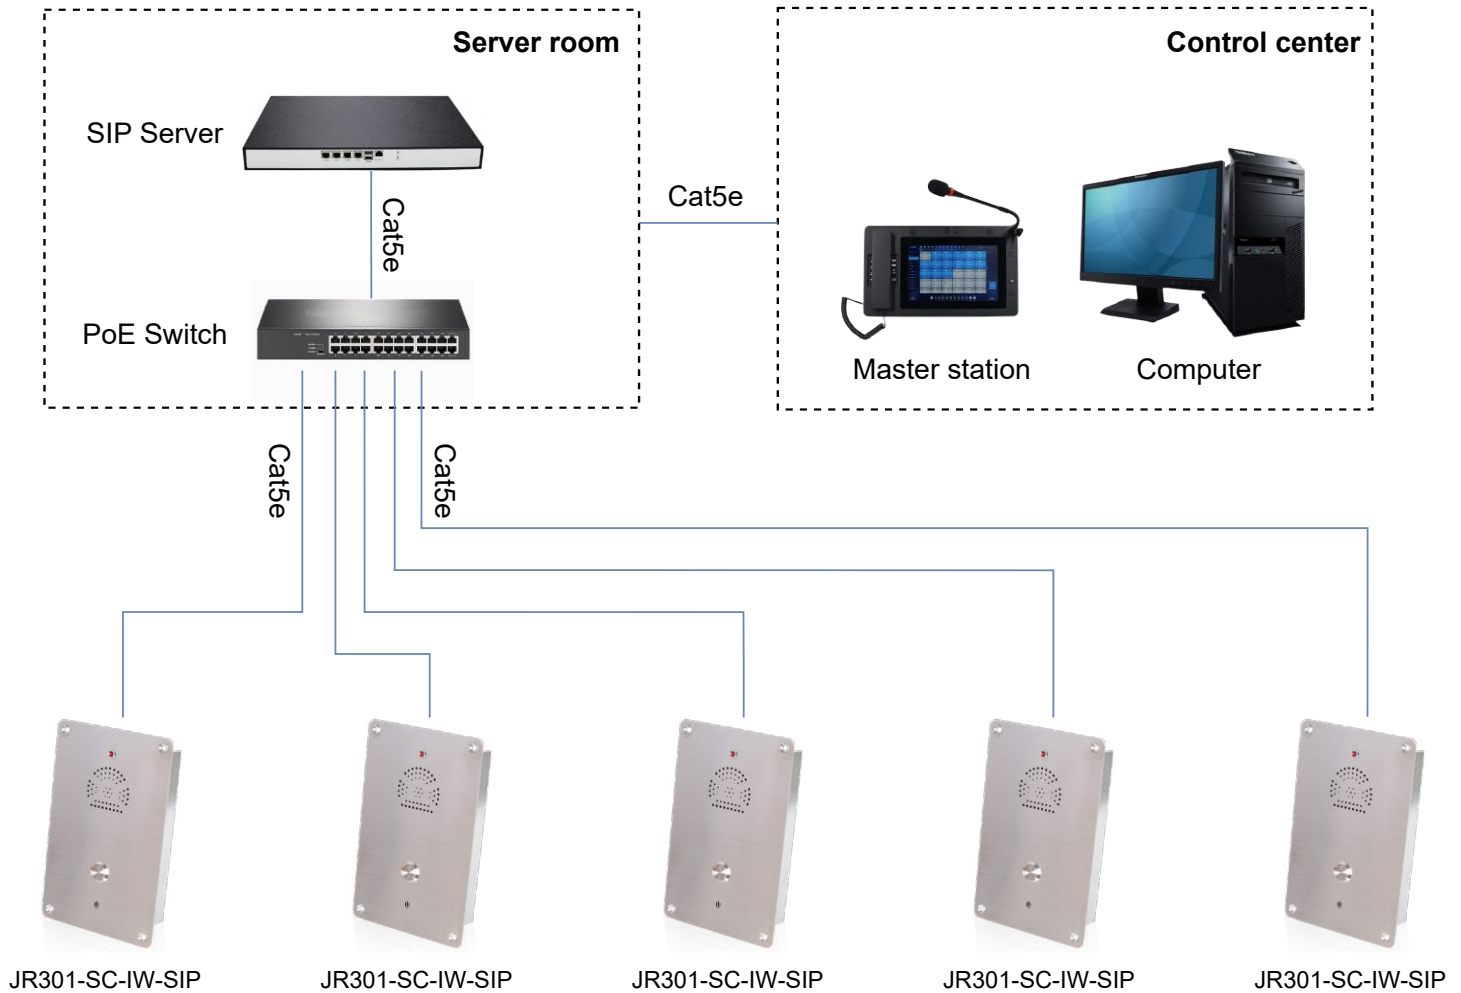 Server room
Control center
SIP Server
Cat5e
Cat5e
PoE Switch
Master station
Computer
Cat5e
Cat5e
JR301-SC-IW-SIP
JR301-SC-IW-SIP
JR301-SC-IW-SIP
JR301-SC-IW-SIP
JR301-SC-IW-SIP